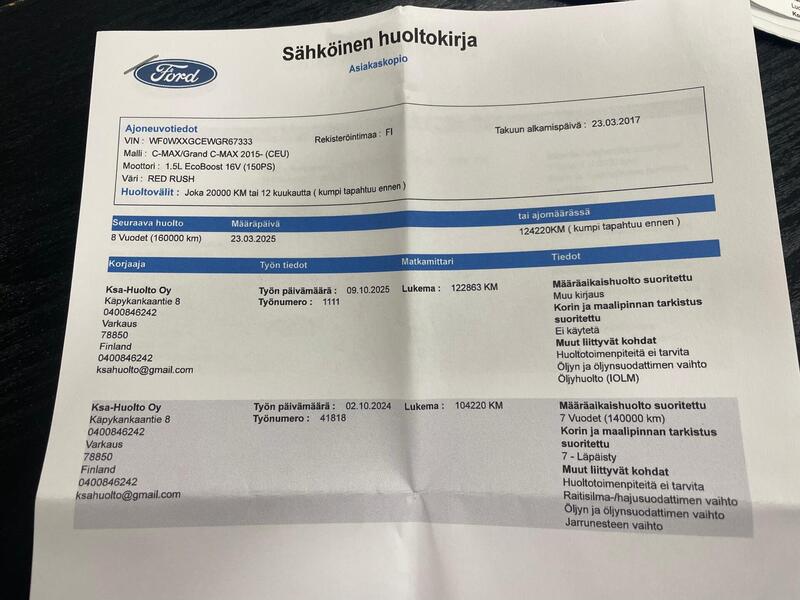 Sähköinen huoltokirja
Asiakaskopio
Ford
Ajoneuvotiedot
VIN : WF0WXXGCEWGR67333
Rekisteröintimaa : FI
Takuun alkamispäivä : 23.03.2017
Malli : C-MAX/Grand C-MAX 2015- (CEU)
Moottori : 1.5L EcoBoost 16V (150PS)
Väri : RED RUSH
Huoltovälit : Joka 20000 KM tai 12 kuukautta ( kumpi tapahtuu ennen )
Seuraava huolto Määräpäivä tai ajomäärässä
8 Vuodet (160000 km) 23.03.2025 124220KM ( kumpi tapahtuu ennen )
Korjaaja Työn tiedot Matkamittari Tiedot
Ksa-Huolto Oy
Käpykankaantie 8
0400846242
Varkaus
78850
Finland
0400846242
ksahuolto@gmail.com
Työn päivämäärä : 09.10.2025
Työnumero : 1111
Lukema : 122863 KM
Määräaikaishuolto suoritettu
Muu kirjaus
Korin ja maalipinnan tarkistus
suoritettu
Ei käytetä
Muut liittyvät kohdat
Huoltotoimenpiteitä ei tarvita
Öljyn ja öljynsuodattimen vaihto
Öljyhuolto (IOLM)
Ksa-Huolto Oy
Käpykankaantie 8
0400846242
Varkaus
78850
Finland
0400846242
ksahuolto@gmail.com
Työn päivämäärä : 02.10.2024
Työnumero : 41818
Lukema : 104220 KM
Määräaikaishuolto suoritettu
7 Vuodet (140000 km)
Korin ja maalipinnan tarkistus
suoritettu
7 - Läpäisty
Muut liittyvät kohdat
Huoltotoimenpiteitä ei tarvita
Raitisilma-/hajusuodattimen vaihto
Öljyn ja öljynsuodattimen vaihto
Jarrunesteen vaihto